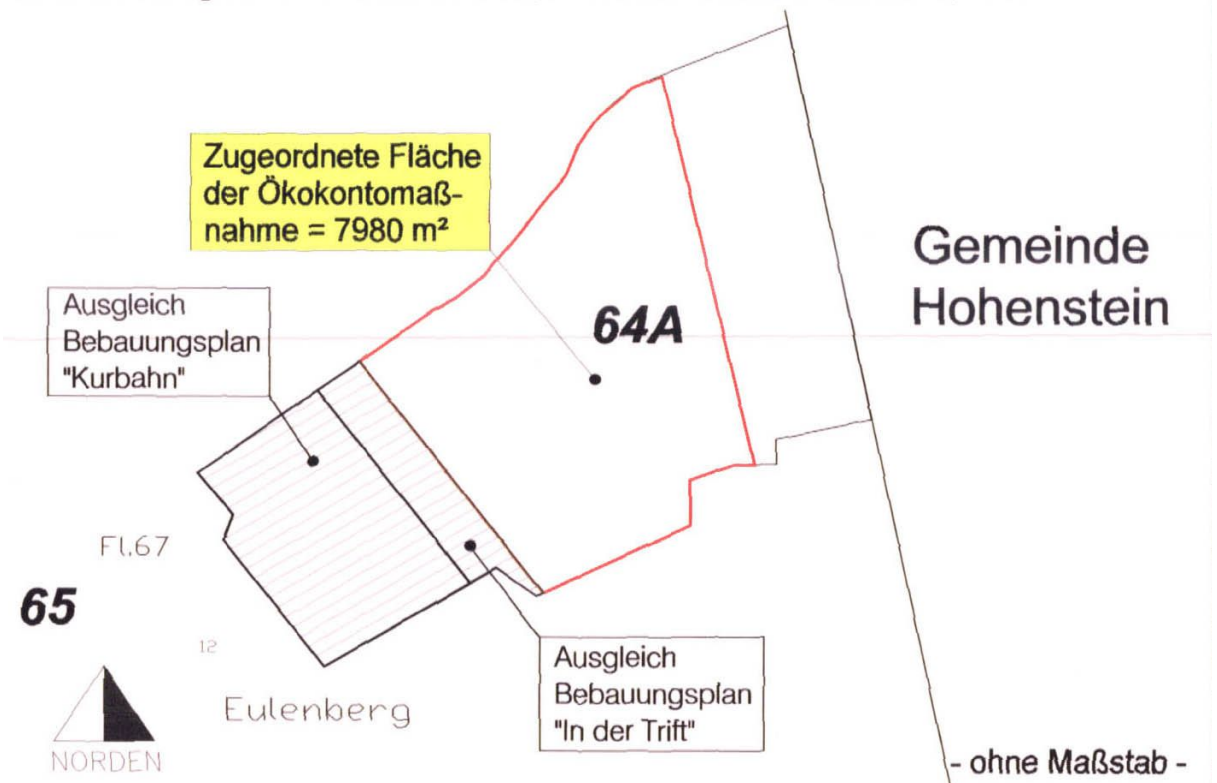 Zugeordnete Fläche
der Ökokontomaß-
nahme = 7980 m²
Gemeinde
Hohenstein
Ausgleich
Bebauungsplan
"Kurbahn"
64A
Fl.67
65
12
Eulenberg
Ausgleich
Bebauungsplan
"In der Trift"
NORDEN
- ohne Maßstab -